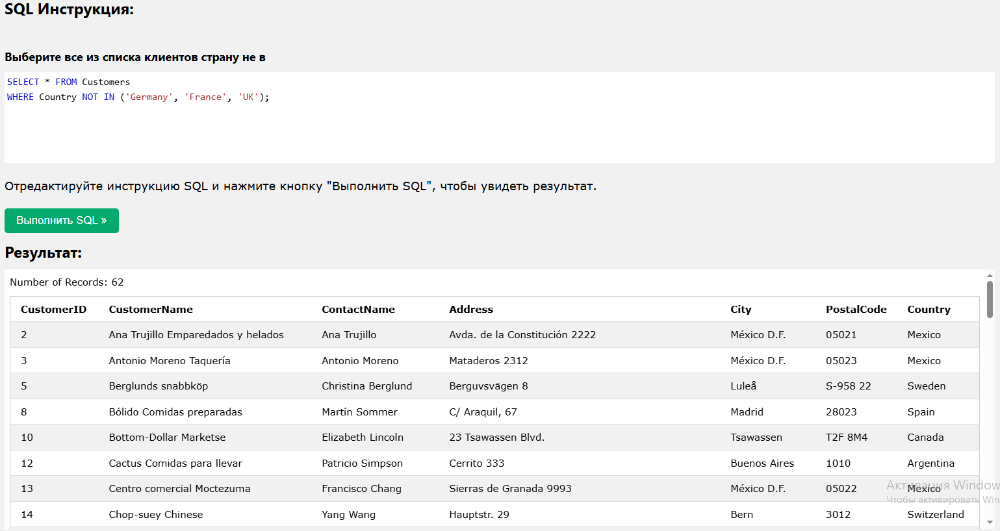 SQL Инструкция:
Выберите все из списка клиентов страну не в
SELECT * FROM Customers
WHERE Country NOT IN ('Germany', 'France', 'UK');
Отредактируйте инструкцию SQL и нажмите кнопку "Выполнить SQL", чтобы увидеть результат.
Выполнить SQL »
Результат:
Number of Records: 62
CustomerID CustomerName ContactName Address City PostalCode Country
2 Ana Trujillo Emparedados y helados Ana Trujillo Avda. de la Constitución 2222 México D.F. 05021 Mexico
3 Antonio Moreno Taquería Antonio Moreno Mataderos 2312 México D.F. 05023 Mexico
5 Berglunds snabbköp Christina Berglund Berguvsvägen 8 Luleå S-958 22 Sweden
8 Bólido Comidas preparadas Martín Sommer C/ Araquil, 67 Madrid 28023 Spain
10 Bottom-Dollar Marketse Elizabeth Lincoln 23 Tsawassen Blvd. Tsawassen T2F 8M4 Canada
12 Cactus Comidas para llevar Patricio Simpson Cerrito 333 Buenos Aires 1010 Argentina
13 Centro comercial Moctezuma Francisco Chang Sierras de Granada 9993 México D.F. 05022 Mexico
Активация Window
Чтобы активировать Win
14 Chop-suey Chinese Yang Wang Hauptstr. 29 Bern 3012 Switzerland